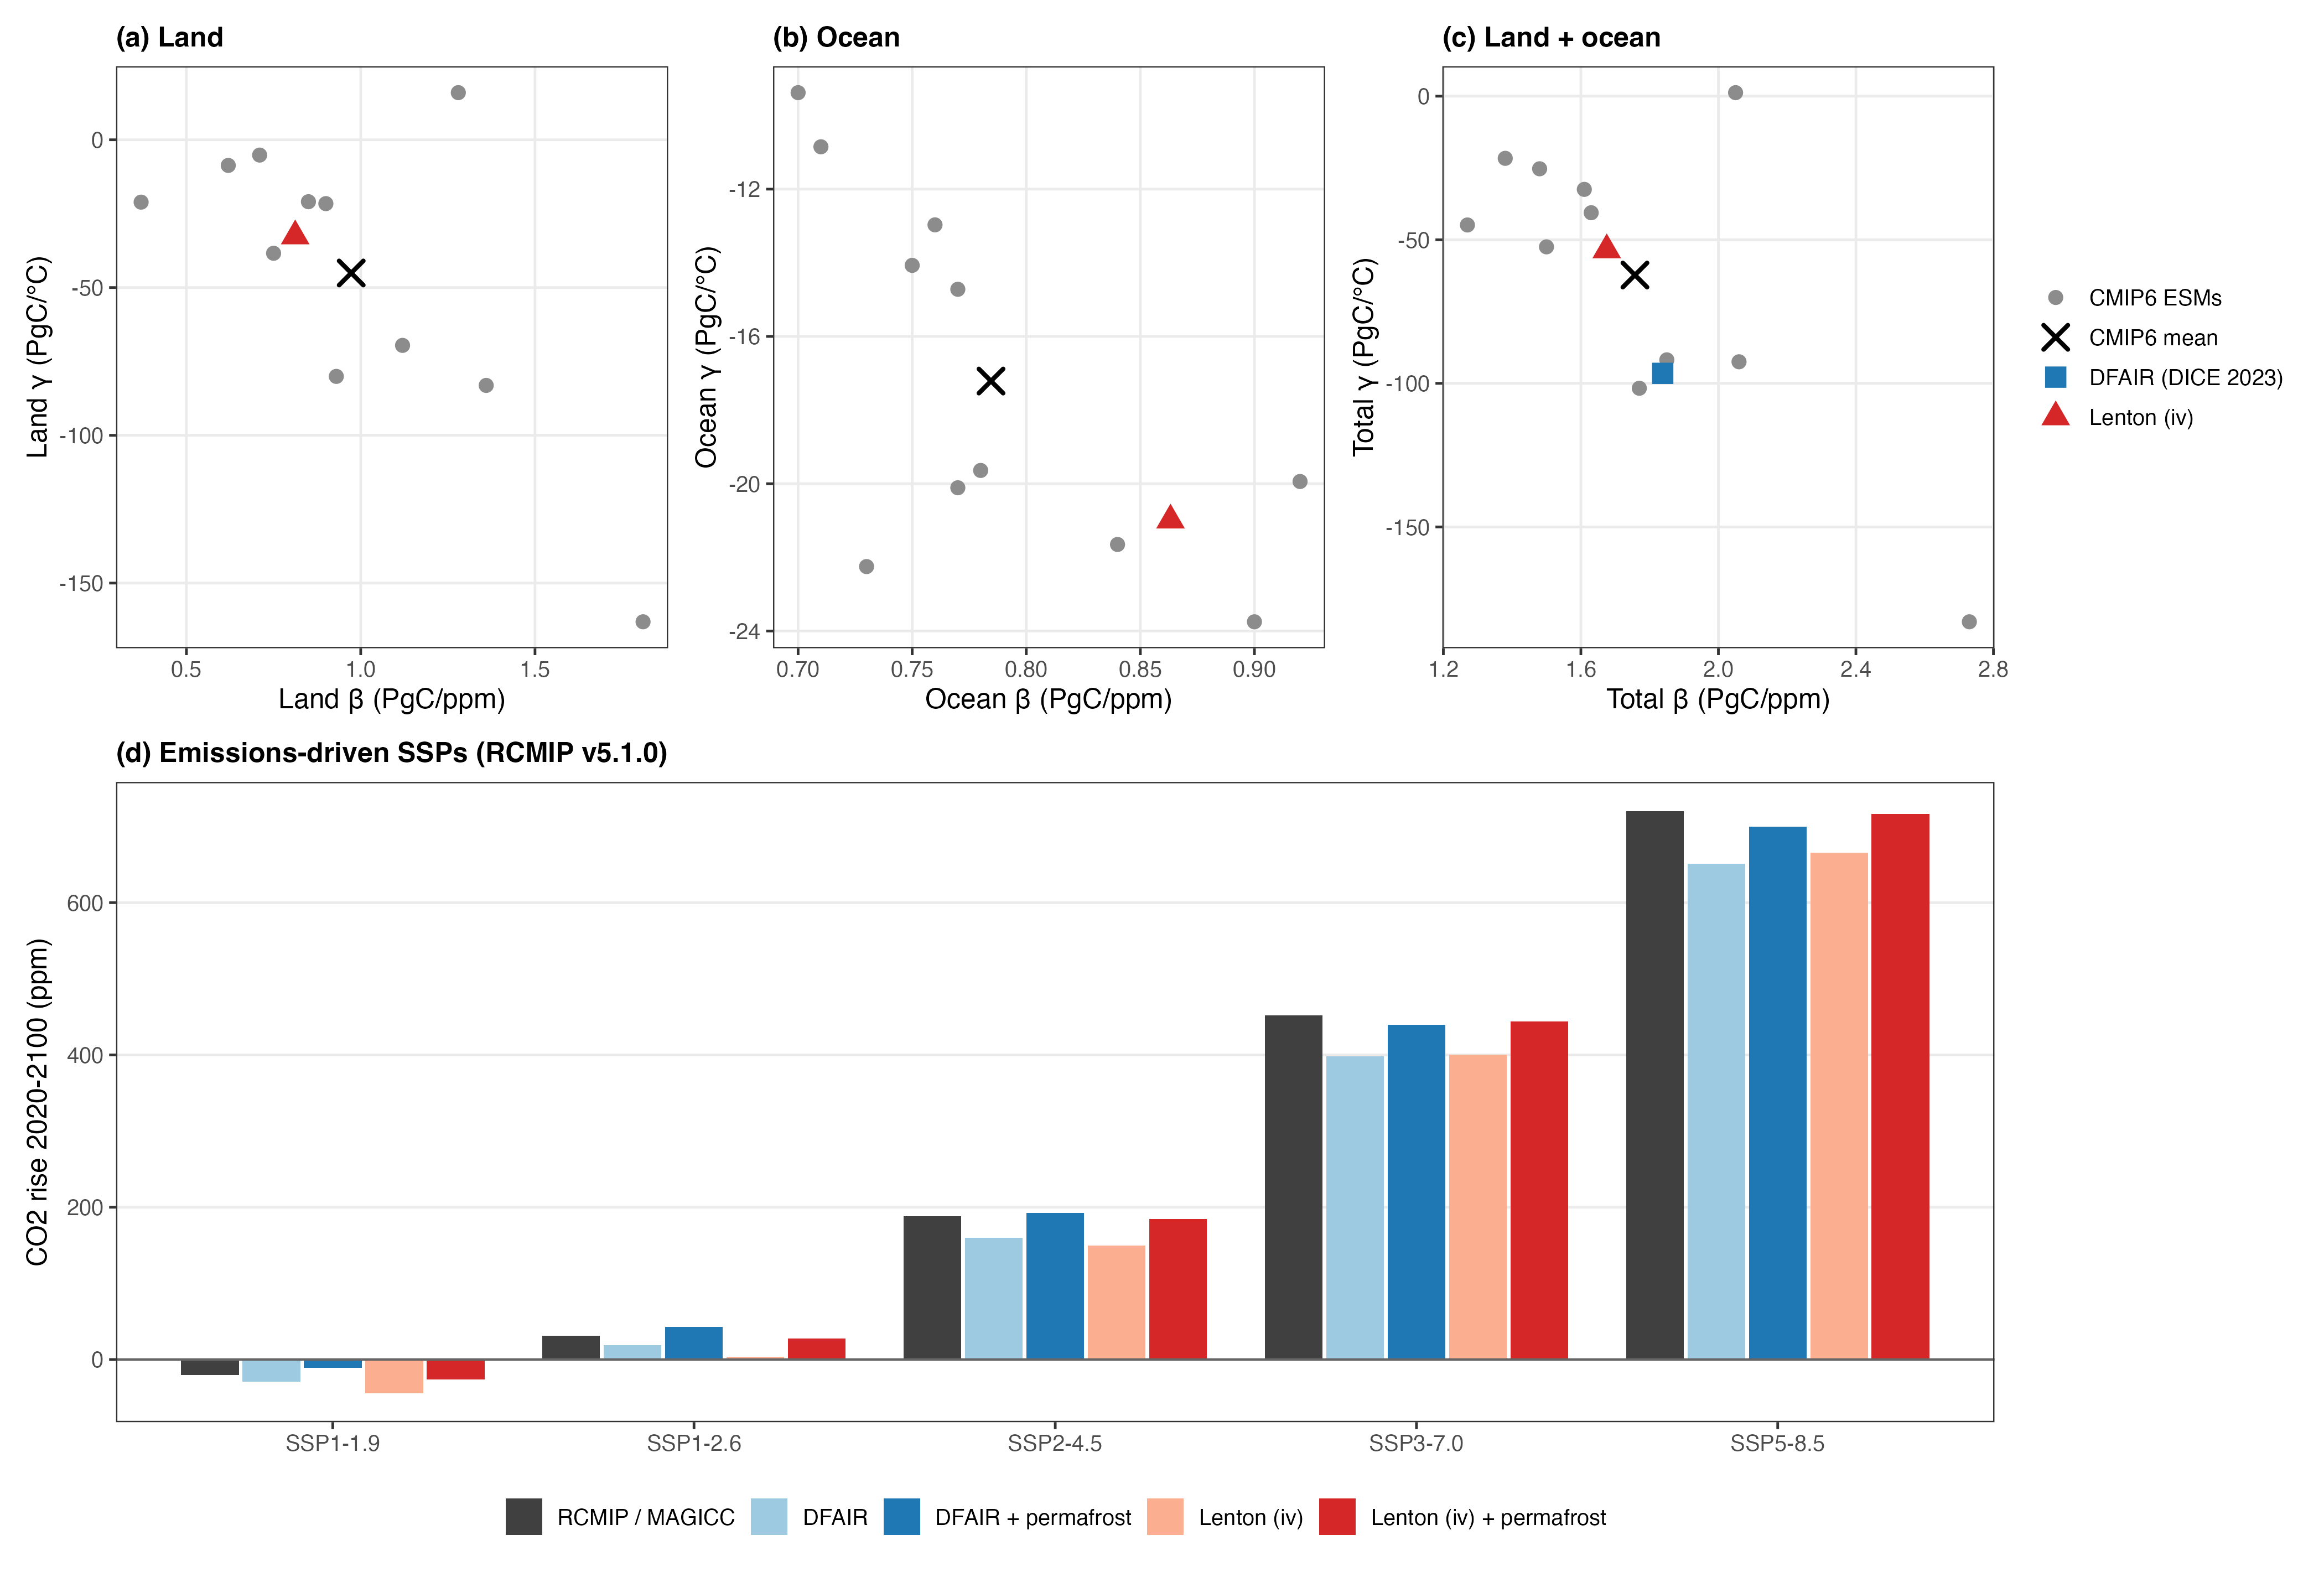 (a) Land
(b) Ocean
(c) Land + ocean
0
-50
-100
-150
Land γ (PgC/°C)
0.5
1.0
1.5
Land β (PgC/ppm)
-12
-16
-20
-24
Ocean γ (PgC/°C)
0.70
0.75
0.80
0.85
0.90
Ocean β (PgC/ppm)
0
-50
-100
-150
Total γ (PgC/°C)
1.2
1.6
2.0
2.4
2.8
Total β (PgC/ppm)
CMIP6 ESMs
CMIP6 mean
DFAIR (DICE 2023)
Lenton (iv)
(d) Emissions-driven SSPs (RCMIP v5.1.0)
600
400
200
0
CO2 rise 2020-2100 (ppm)
SSP1-1.9
SSP1-2.6
SSP2-4.5
SSP3-7.0
SSP5-8.5
RCMIP / MAGICC
DFAIR
DFAIR + permafrost
Lenton (iv)
Lenton (iv) + permafrost